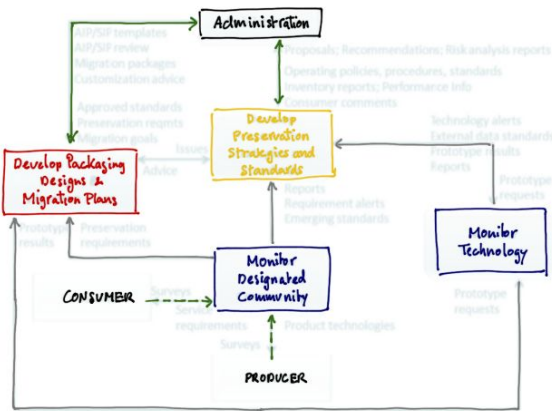 Administration
AIP/SIP templates
AIP/SIP review
Migration packages
Customization advice
Proposals; Recommendations; Risk analysis reports
Operating policies, procedures, standards
Inventory reports; Performance info
Consumer comments
Approved standards
Preservation reqmts
Migration goals
Develop
Preservation
Strategies and
Standards
Technology alerts
External data standards
Prototype results
Reports
Issues
Advice
Develop Packaging
Designs &
Migration Plans
Prototype
requests
Reports
Requirement alerts
Emerging standards
Prototype
results
Preservation
requirements
Monitor
Designated
Community
Monitor
Technology
CONSUMER
Surveys
Service
requirements
Product technologies
Surveys
Prototype
requests
PRODUCER